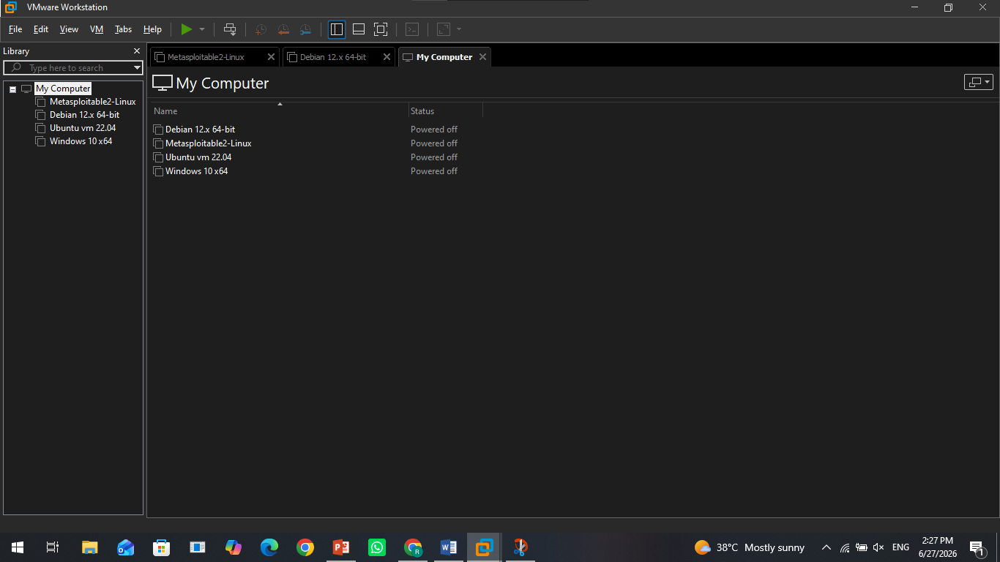 VMware Workstation
File Edit View VM Tabs Help
Library
Type here to search
My Computer
Metasploitable2-Linux
Debian 12.x 64-bit
Ubuntu vm 22.04
Windows 10 x64
Metasploitable2-Linux Debian 12.x 64-bit My Computer
My Computer
Name Status
Debian 12.x 64-bit Powered off
Metasploitable2-Linux Powered off
Ubuntu vm 22.04 Powered off
Windows 10 x64 Powered off
38°C Mostly sunny ENG 2:27 PM
6/27/2026 1